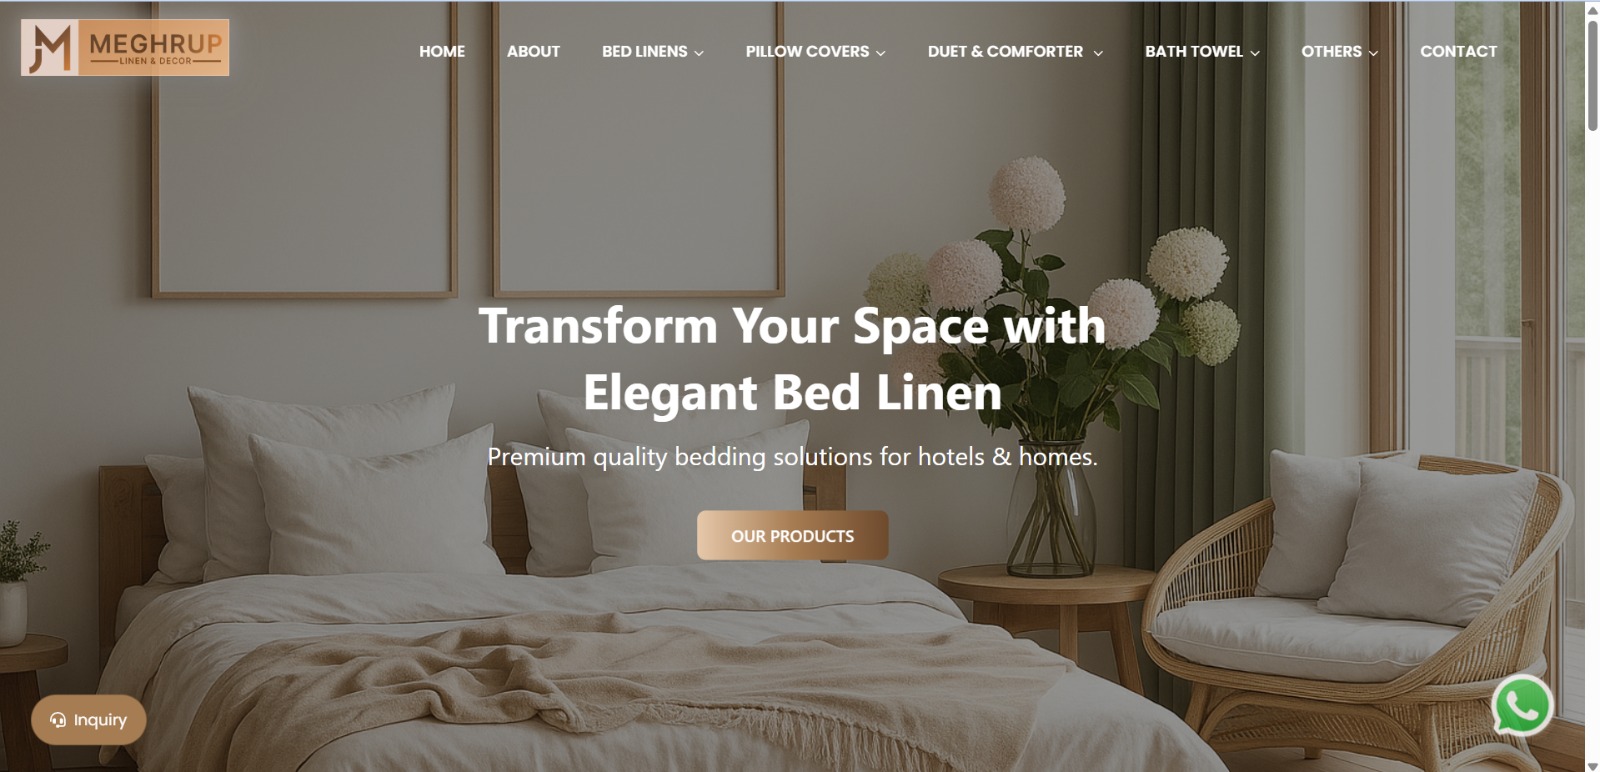 JM MEGHRUP
LINEN & DECOR
HOME
ABOUT
BED LINENS
PILLOW COVERS
DUET & COMFORTER
BATH TOWEL
OTHERS
CONTACT
Transform Your Space with
Elegant Bed Linen
Premium quality bedding solutions for hotels & homes.
OUR PRODUCTS
Inquiry